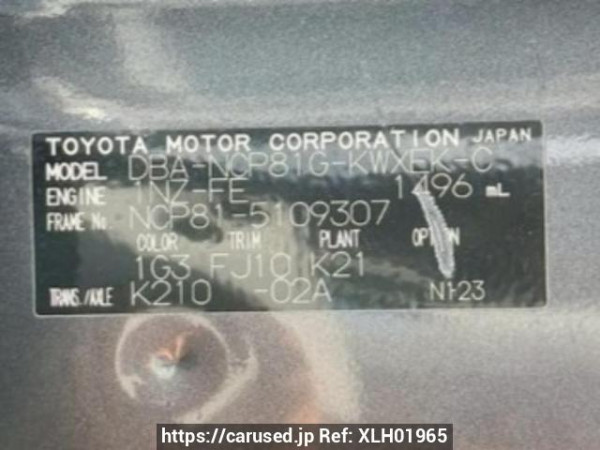 TOYOTA MOTOR CORPORATION JAPAN
MODEL DBA-NCP81G-KWXEK-C
ENGINE 1NZ-FE 1496 mL
FRAME No. NCP81-5109307
COLOR TRIM PLANT OPTION
1G3 FJ10 K21
TRANS./AXLE K210 -02A N123
https://carused.jp Ref: XLH01965